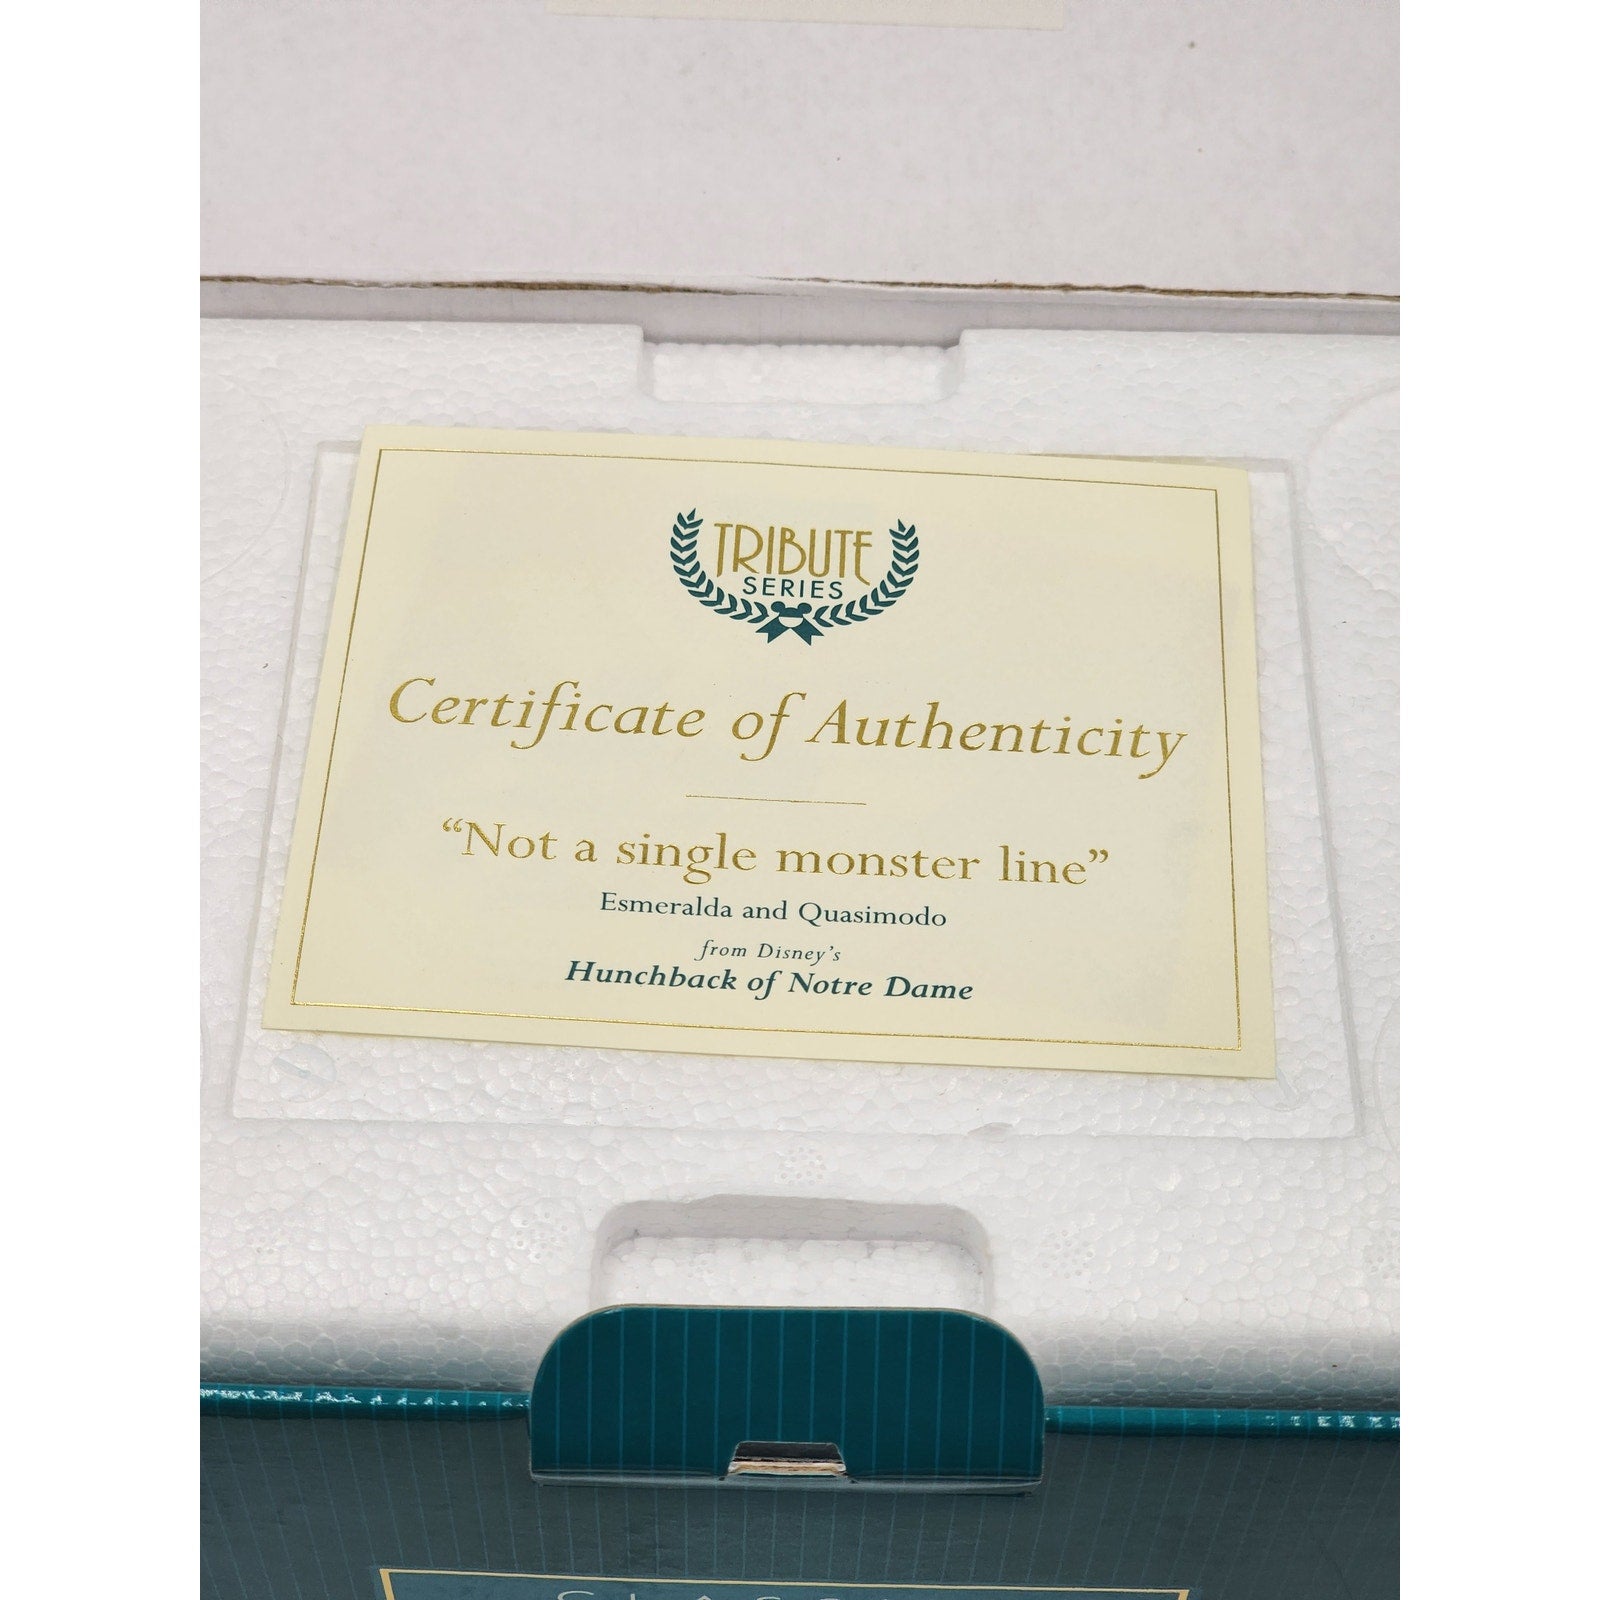 TRIBUTE
SERIES
Certificate of Authenticity
“Not a single monster line”
Esmeralda and Quasimodo
from Disney's
Hunchback of Notre Dame